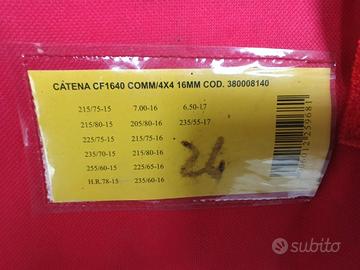 CATENA CF1640 COMM/4X4 16MM COD. 380008140
215/75-15 7.00-16 6.50-17
215/80-15 205/80-16 235/55-17
225/75-15 215/75-16
235/70-15 215/80-16
255/60-15 225/65-16
H.R.78-15 235/60-16
24
subito